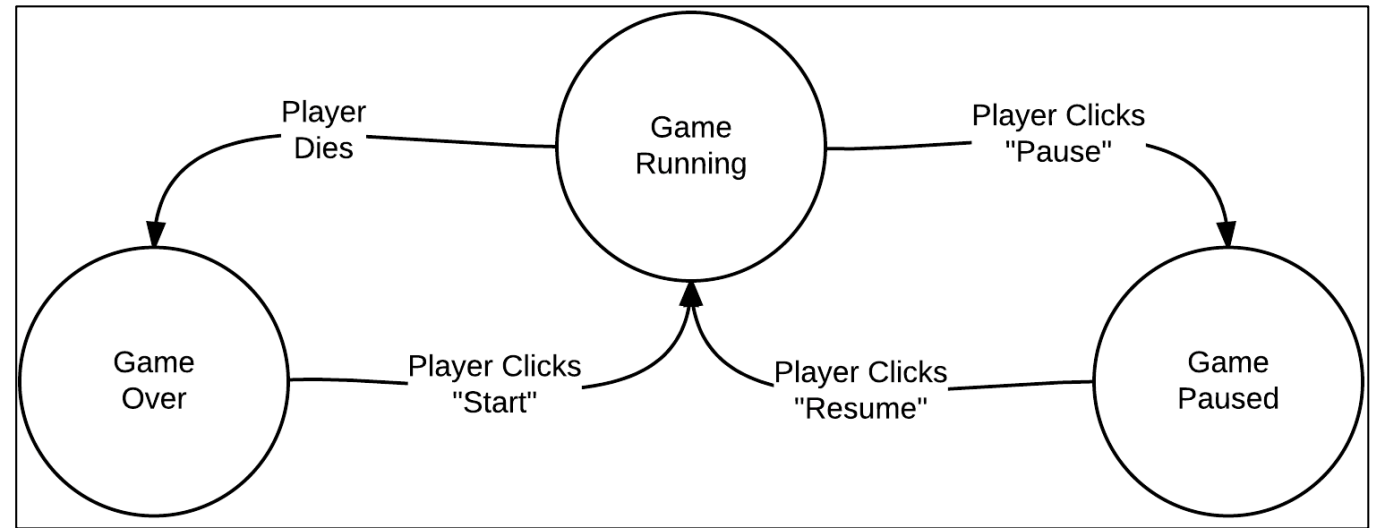 Player
Dies
Game
Running
Player Clicks
"Pause"
Game
Over
Player Clicks
"Start"
Player Clicks
"Resume"
Game
Paused